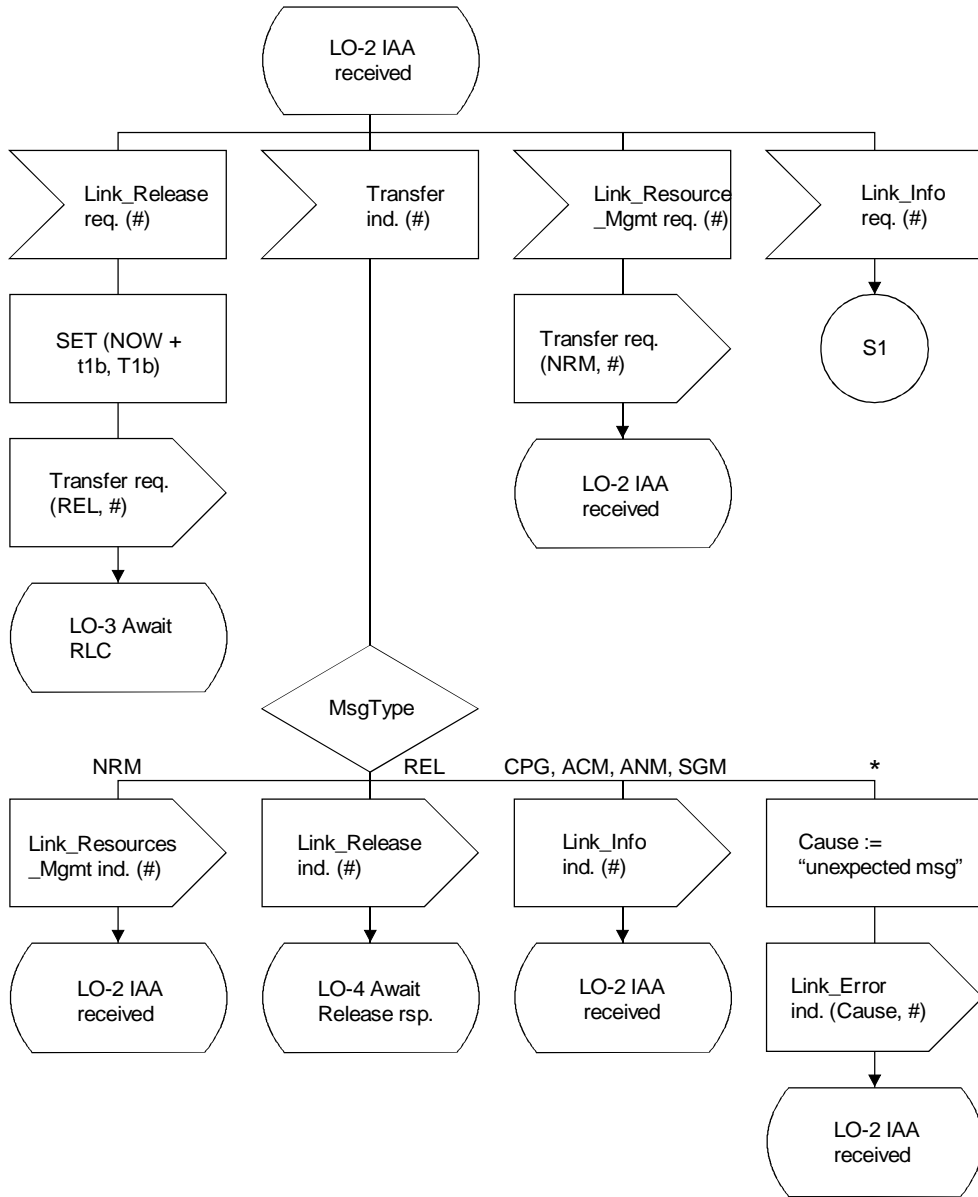 LO-2 IAA
received
Link_Release
req. (#)
Transfer
ind. (#)
Link_Resource
_Mgmt req. (#)
Link_Info
req. (#)
SET (NOW +
t1b, T1b)
Transfer req.
(NRM, #)
S1
Transfer req.
(REL, #)
LO-2 IAA
received
LO-3 Await
RLC
MsgType
NRM
REL
CPG, ACM, ANM, SGM
*
Link_Resources
_Mgmt ind. (#)
Link_Release
ind. (#)
Link_Info
ind. (#)
Cause :=
“unexpected msg”
LO-2 IAA
received
LO-4 Await
Release rsp.
LO-2 IAA
received
Link_Error
ind. (Cause, #)
LO-2 IAA
received